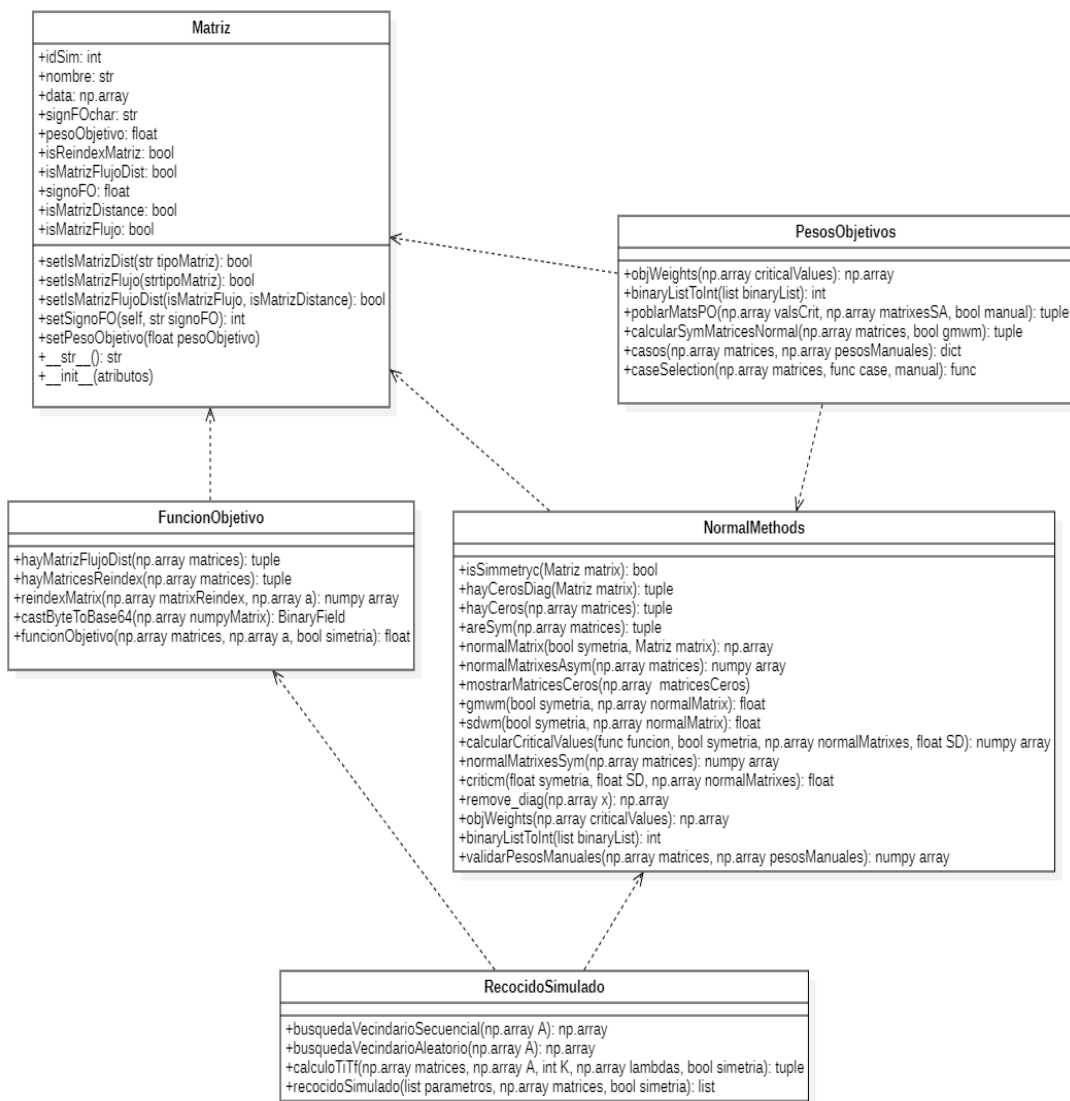 Matriz
+idSim: int
+nombre: str
+data: np.array
+signFOchar: str
+pesoObjetivo: float
+isReindexMatriz: bool
+isMatrizFlujoDist: bool
+signoFO: float
+isMatrizDistance: bool
+isMatrizFlujo: bool
+setIsMatrizDist(str tipoMatriz): bool
+setIsMatrizFlujo(strtipoMatriz): bool
+setIsMatrizFlujoDist(isMatrizFlujo, isMatrizDistance): bool
+setSignoFO(self, str signoFO): int
+setPesoObjetivo(float pesoObjetivo)
+__str__(): str
+__init__(atributos)
PesosObjetivos
+objWeights(np.array criticalValues): np.array
+binaryListToInt(list binaryList): int
+poblarMatsPO(np.array valsCrit, np.array matrixesSA, bool manual): tuple
+calcularSymMatricesNormal(np.array matrices, bool gmwm): tuple
+casos(np.array matrices, np.array pesosManuales): dict
+caseSelection(np.array matrices, func case, manual): func
FuncionObjetivo
+hayMatrizFlujoDist(np.array matrices): tuple
+hayMatricesReindex(np.array matrices): tuple
+reindexMatrix(np.array matrixReindex, np.array a): numpy array
+castByteToBase64(np.array numpyMatrix): BinaryField
+funcionObjetivo(np.array matrices, np.array a, bool simetria): float
NormalMethods
+isSimmetryc(Matriz matrix): bool
+hayCerosDiag(Matriz matrix): tuple
+hayCeros(np.array matrices): tuple
+areSym(np.array matrices): tuple
+normalMatrix(bool symetria, Matriz matrix): np.array
+normalMatrixesAsym(np.array matrices): numpy array
+mostrarMatricesCeros(np.array  matricesCeros)
+gmwm(bool symetria, np.array normalMatrix): float
+sdwm(bool symetria, np.array normalMatrix): float
+calcularCriticalValues(func funcion, bool symetria, np.array normalMatrixes, float SD): numpy array
+normalMatrixesSym(np.array matrices): numpy array
+criticm(float symetria, float SD, np.array normalMatrixes): float
+remove_diag(np.array x): np.array
+objWeights(np.array criticalValues): np.array
+binaryListToInt(list binaryList): int
+validarPesosManuales(np.array matrices, np.array pesosManuales): numpy array
RecocidoSimulado
+busquedaVecindarioSecuencial(np.array A): np.array
+busquedaVecindarioAleatorio(np.array A): np.array
+calculoTiTf(np.array matrices, np.array A, int K, np.array lambdas, bool simetria): tuple
+recocidoSimulado(list parametros, np.array matrices, bool simetria): list